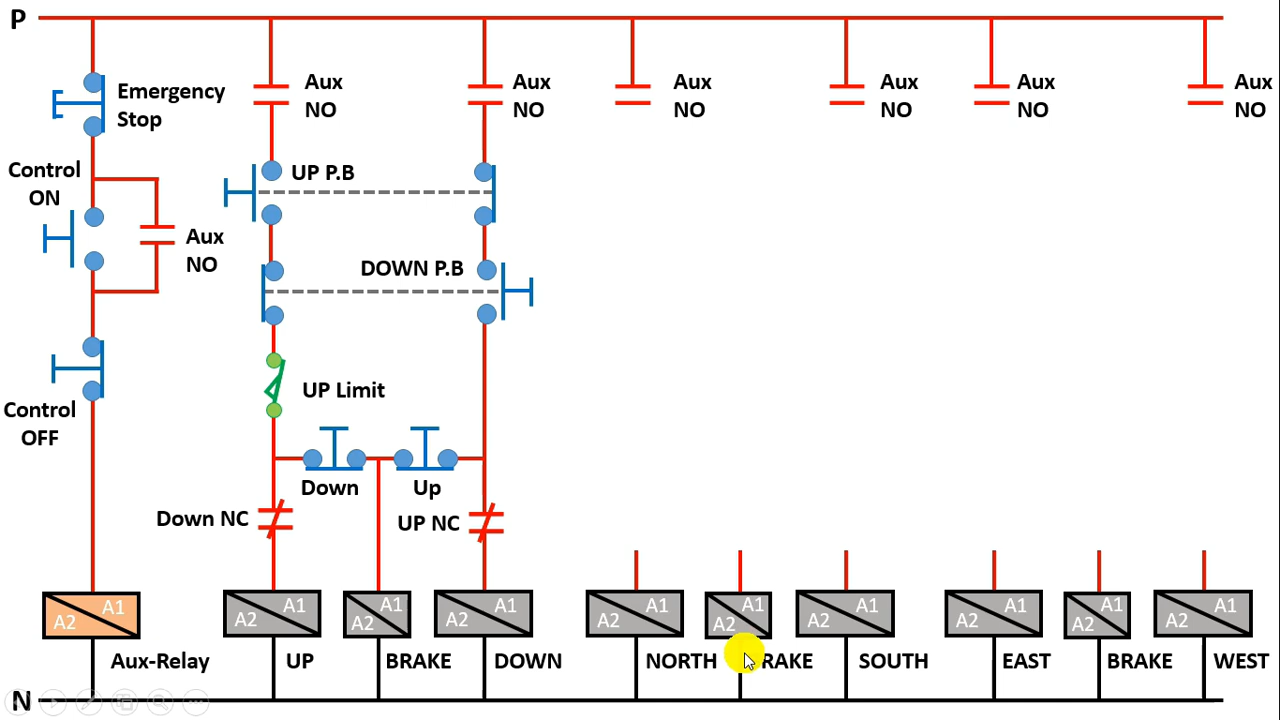 P
Emergency
Stop
Aux
NO
Aux
NO
Aux
NO
Aux
NO
Aux
NO
Aux
NO
Control
ON
UP P.B
Aux
NO
DOWN P.B
UP Limit
Control
OFF
Down
Up
Down NC
UP NC
A1
A2
A1
A2
A1
A2
A1
A2
A1
A2
A1
A2
A1
A2
A1
A2
A1
A2
A1
A2
Aux-Relay
UP
BRAKE
DOWN
NORTH
RAKE
SOUTH
EAST
BRAKE
WEST
N